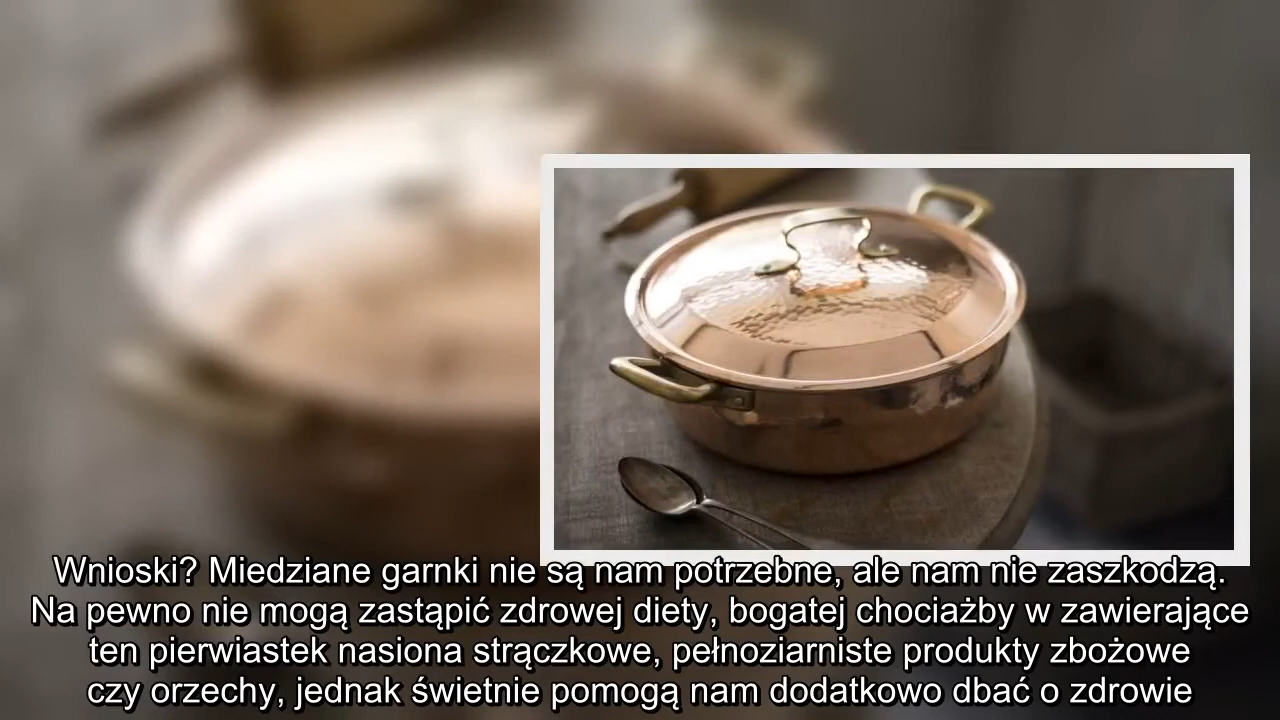 Wnioski? Miedziane garnki nie są nam potrzebne, ale nam nie zaszkodzą.
Na pewno nie mogą zastąpić zdrowej diety, bogatej chociażby w zawierające
ten pierwiastek nasiona strączkowe, pełnoziarniste produkty zbożowe
czy orzechy, jednak świetnie pomogą nam dodatkowo dbać o zdrowie